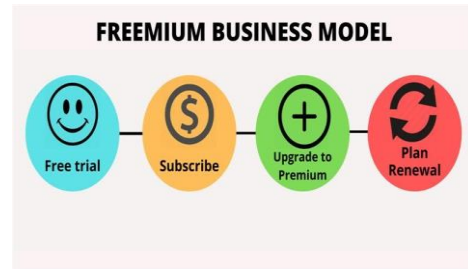 FREEMIUM BUSINESS MODEL
$
Free trial
Subscribe
Upgrade to
Premium
Plan
Renewal